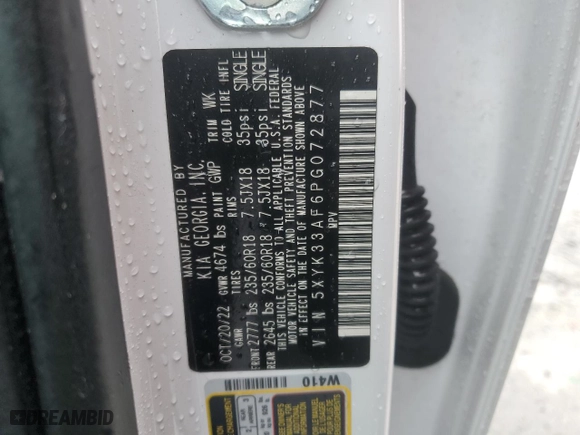 MANUFACTURED BY
KIA GEORGIA, INC.
OCT/20/22 GVWR 4674 lbs PAINT GWP TRIM WK
GAWR TIRES RIMS COLD TIRE INFL
FRONT 2777 lbs 235/60R18 7.5JX18 35psi SINGLE
REAR 2645 lbs 235/60R18 7.5JX18 35psi SINGLE
THIS VEHICLE CONFORMS TO ALL APPLICABLE U.S.A. FEDERAL
MOTOR VEHICLE SAFETY AND THEFT PREVENTION STANDARDS
IN EFFECT ON THE DATE OF MANUFACTURE SHOWN ABOVE
VIN 5XYK33AF6PG072877
MPV
W410
DREAMBID